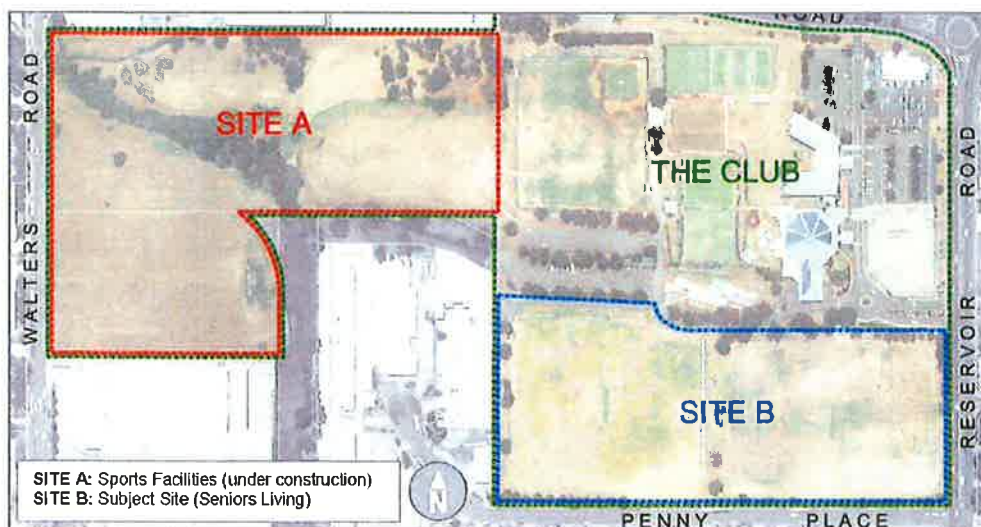 ROAD
WALTERS ROAD
SITE A
THE CLUB
RESERVOIR ROAD
SITE B
SITE A: Sports Facilities (under construction)
SITE B: Subject Site (Seniors Living)
N
PENNY PLACE